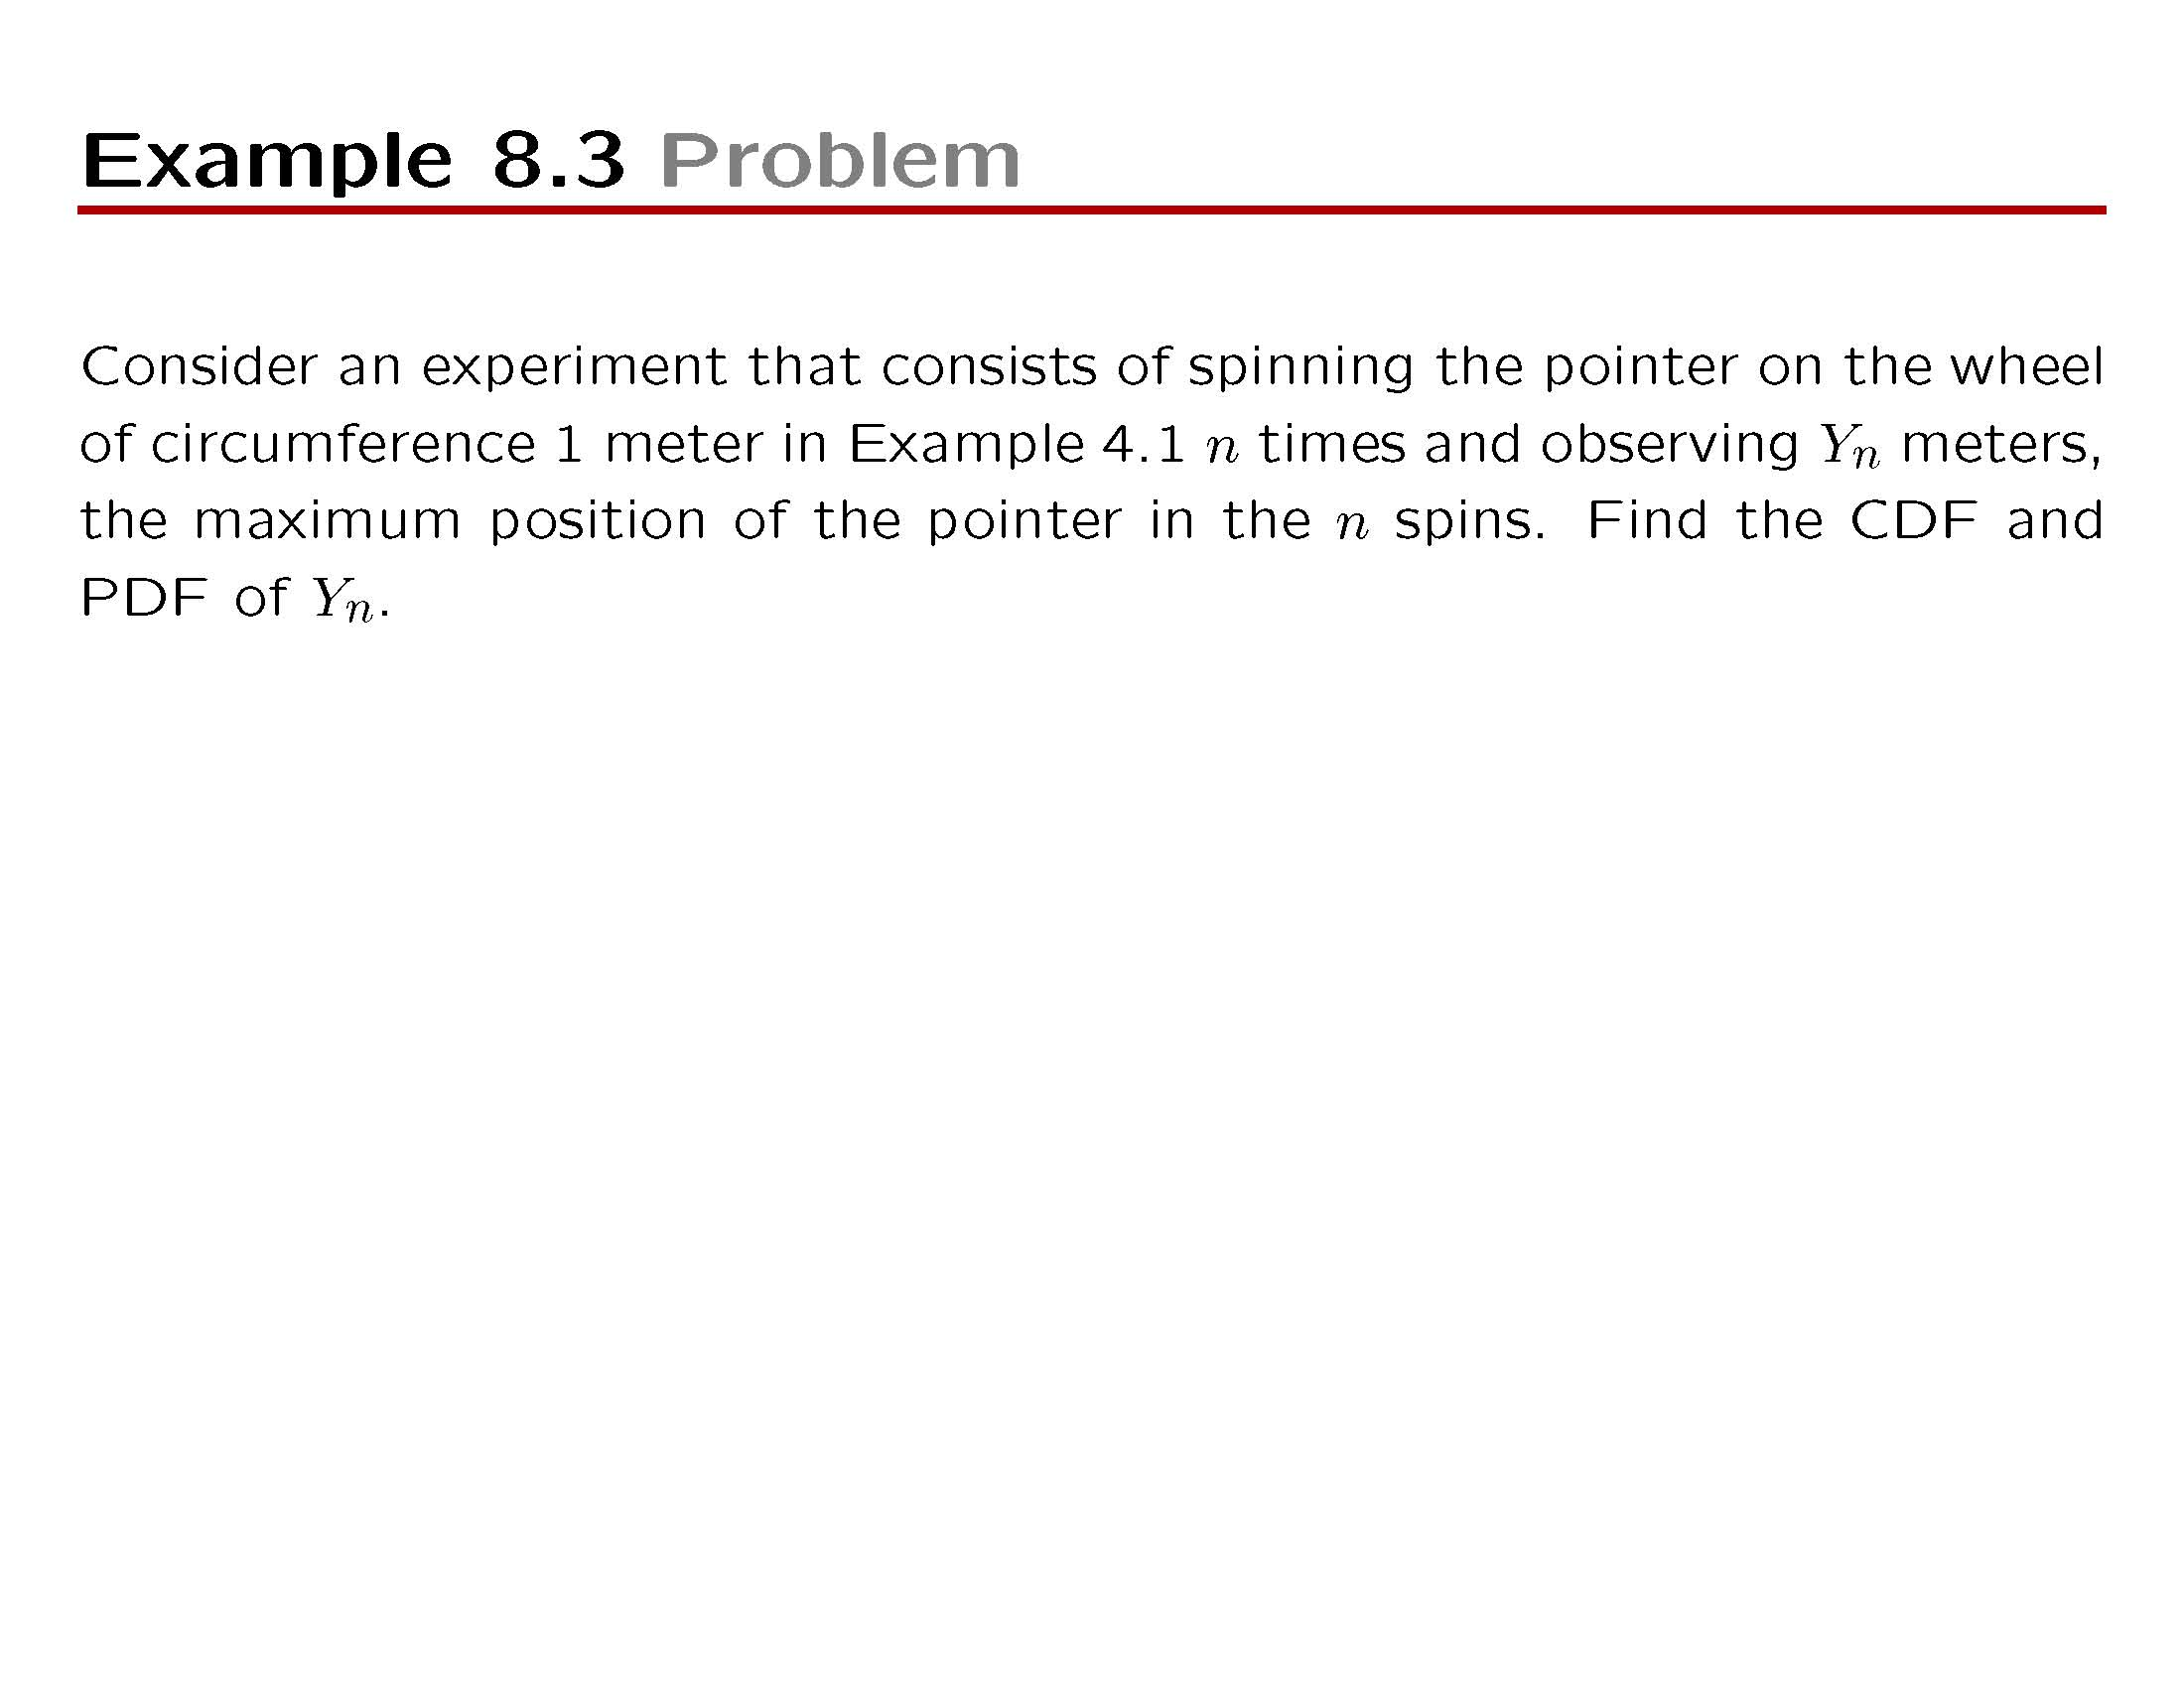 Example 8.3 Problem
Consider an experiment that consists of spinning the pointer on the wheel
of circumference 1 meter in Example 4.1 n times and observing Yn meters,
the maximum position of the pointer in the n spins. Find the CDF and
PDF of Yn.